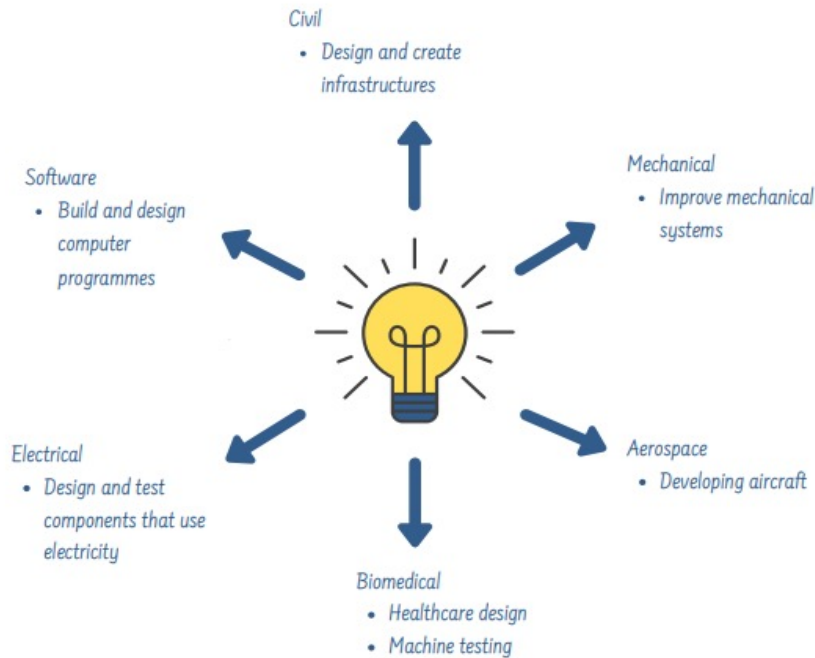 Civil
• Design and create
infrastructures
Mechanical
• Improve mechanical
systems
Software
• Build and design
computer
programmes
Electrical
• Design and test
components that use
electricity
Aerospace
• Developing aircraft
Biomedical
• Healthcare design
• Machine testing